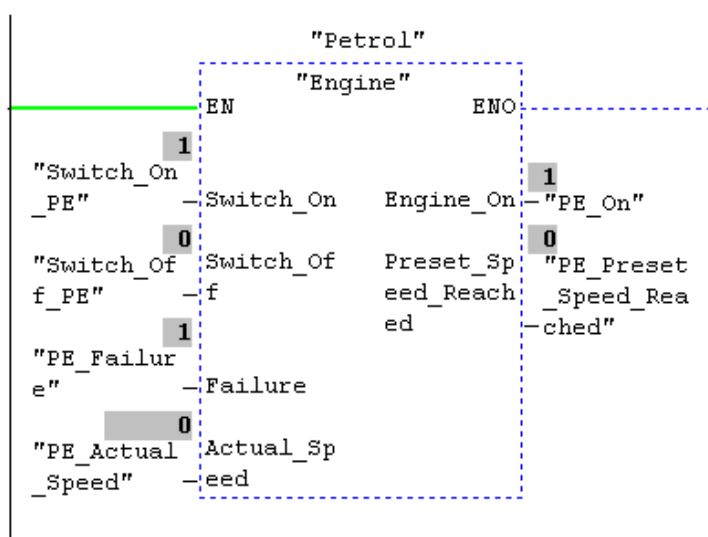 "Petrol"
"Engine"
EN ENO
1
"Switch_On
_PE" Switch_On
Engine_On
1
"PE_On"
0
"Switch_Of
f_PE"
Switch_Of
f
Preset_Sp
eed_Reach
ed
0
"PE_Preset
_Speed_Rea
ched"
1
"PE_Failur
e" Failure
0
"PE_Actual
_Speed"
Actual_Sp
eed